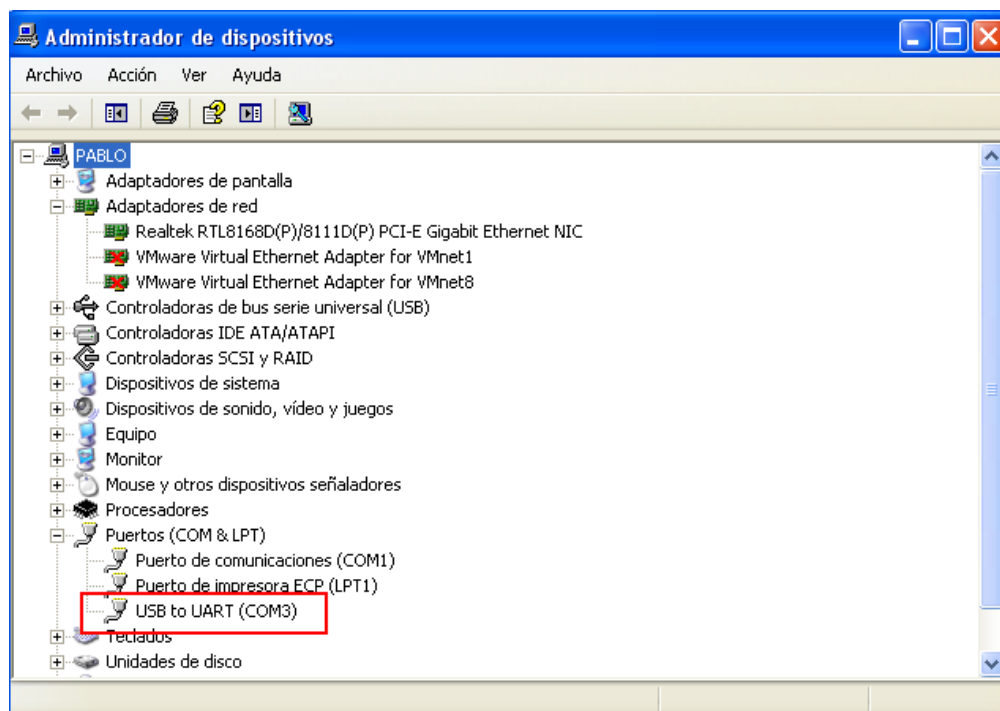 Administrador de dispositivos
Archivo Acción Ver Ayuda
PABLO
Adaptadores de pantalla
Adaptadores de red
Realtek RTL8168D(P)/8111D(P) PCI-E Gigabit Ethernet NIC
VMware Virtual Ethernet Adapter for VMnet1
VMware Virtual Ethernet Adapter for VMnet8
Controladoras de bus serie universal (USB)
Controladoras IDE ATA/ATAPI
Controladoras SCSI y RAID
Dispositivos de sistema
Dispositivos de sonido, vídeo y juegos
Equipo
Monitor
Mouse y otros dispositivos señaladores
Procesadores
Puertos (COM & LPT)
Puerto de comunicaciones (COM1)
Puerto de impresora ECP (LPT1)
USB to UART (COM3)
Teclados
Unidades de disco